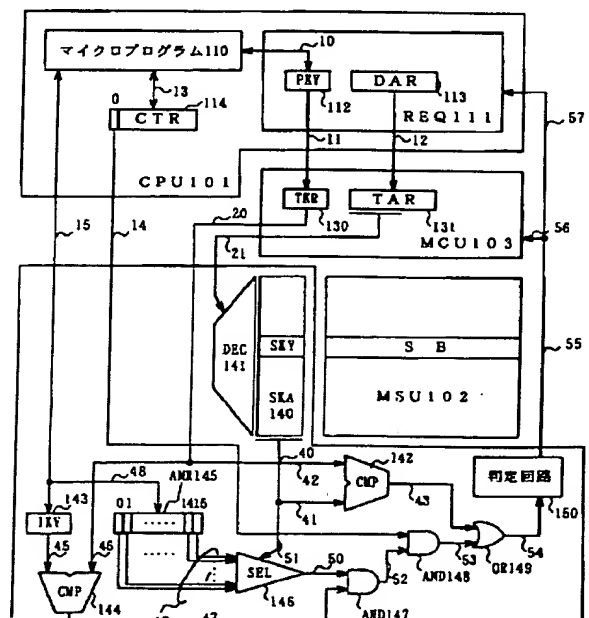 マイクロプログラム110
10
PKY
112
DAR
113
REQ111
57
13
114
0
CTR
11
12
CPU101
15
14
20
TKR
130
TAR
131
MCU103
56
21
DEC
141
SKY
SKA
140
SB
MSU102
55
48
AMR145
40
42
142
CMP
43
41
判定回路
150
143
IKY
01
1415
.....
.....
45
46
CMP
144
51
SEL
146
i
50
52
AND148
53
OR149
54
47
AND147